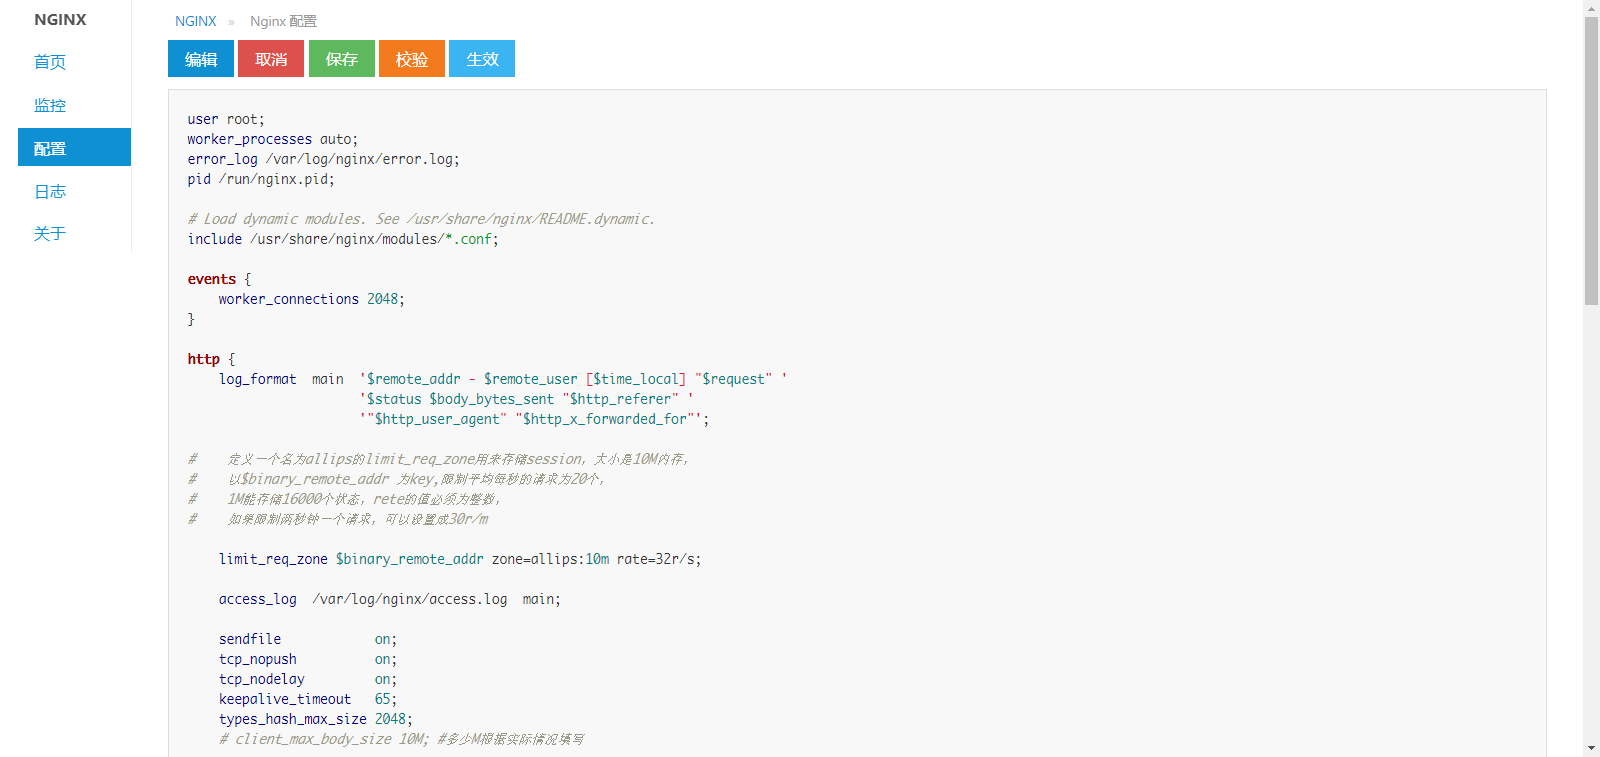 NGINX
首页
监控
配置
日志
关于
NGINX » Nginx 配置
编辑 取消 保存 校验 生效
user root;
worker_processes auto;
error_log /var/log/nginx/error.log;
pid /run/nginx.pid;
# Load dynamic modules. See /usr/share/nginx/README.dynamic.
include /usr/share/nginx/modules/*.conf;
events {
    worker_connections 2048;
}
http {
    log_format  main  '$remote_addr - $remote_user [$time_local] "$request" '
                      '$status $body_bytes_sent "$http_referer" '
                      '"$http_user_agent" "$http_x_forwarded_for"';
#    定义一个名为allips的limit_req_zone用来存储session，大小是10M内存，
#    以$binary_remote_addr 为key,限制平均每秒的请求为20个，
#    1M能存储16000个状态，rete的值必须为整数，
#    如果限制两秒钟一个请求，可以设置成30r/m
    limit_req_zone $binary_remote_addr zone=allips:10m rate=32r/s;
    access_log  /var/log/nginx/access.log  main;
    sendfile            on;
    tcp_nopush          on;
    tcp_nodelay         on;
    keepalive_timeout   65;
    types_hash_max_size 2048;
    # client_max_body_size 10M; #多少M根据实际情况填写